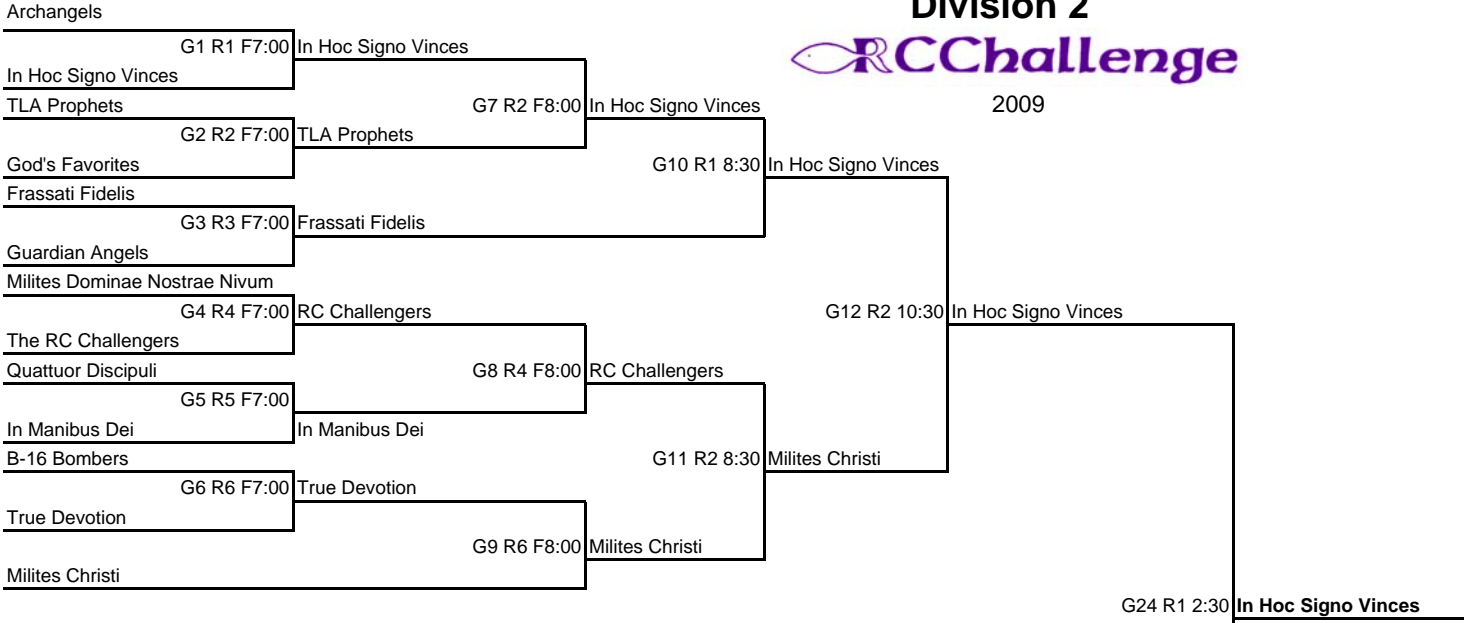 Division 2
RCChallenge
2009
Archangels
G1 R1 F7:00 In Hoc Signo Vinces
In Hoc Signo Vinces
TLA Prophets
G7 R2 F8:00 In Hoc Signo Vinces
G2 R2 F7:00 TLA Prophets
God's Favorites
G10 R1 8:30 In Hoc Signo Vinces
Frassati Fidelis
G3 R3 F7:00 Frassati Fidelis
Guardian Angels
Milites Dominae Nostrae Nivum
G4 R4 F7:00 RC Challengers
G12 R2 10:30 In Hoc Signo Vinces
The RC Challengers
Quattuor Discipuli
G8 R4 F8:00 RC Challengers
G5 R5 F7:00
In Manibus Dei
In Manibus Dei
B-16 Bombers
G11 R2 8:30 Milites Christi
G6 R6 F7:00 True Devotion
True Devotion
G9 R6 F8:00 Milites Christi
Milites Christi
G24 R1 2:30 In Hoc Signo Vinces